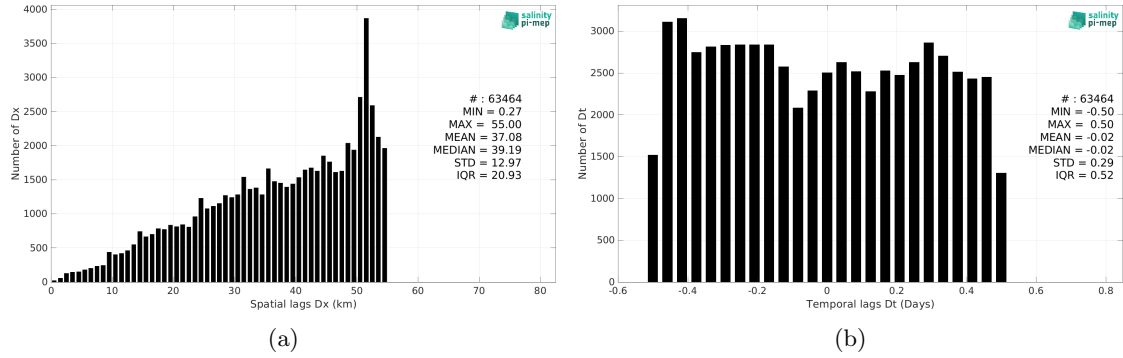 4000
3500
3000
2500
2000
1500
1000
500
0
Number of Dx
salinity
pi-mep
# : 63464
MIN = 0.27
MAX = 55.00
MEAN = 37.08
MEDIAN = 39.19
STD = 12.97
IQR = 20.93
0 10 20 30 40 50 60 70 80
Spatial lags Dx (km)
(a)
3000
2500
2000
1500
1000
500
0
Number of Dt
salinity
pi-mep
# : 63464
MIN = -0.50
MAX = 0.50
MEAN = -0.02
MEDIAN = -0.02
STD = 0.29
IQR = 0.52
-0.6 -0.4 -0.2 0 0.2 0.4 0.6 0.8
Temporal lags Dt (Days)
(b)